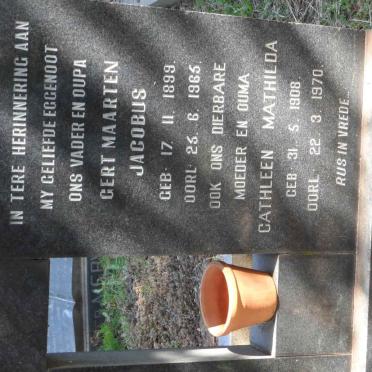 IN TERE HERINNERING AAN
MY GELIEFDE EGGENOOT
ONS VADER EN OUPA
GERT MAARTEN
JACOBUS
GEB. 17. 11. 1899.
OORL. 25. 6. 1965.
OOK ONS DIERBARE
MOEDER EN OUMA
CATHLEEN MATHILDA
GEB. 31. 5. 1908.
OORL. 22. 3. 1970.
RUS IN VREDE.